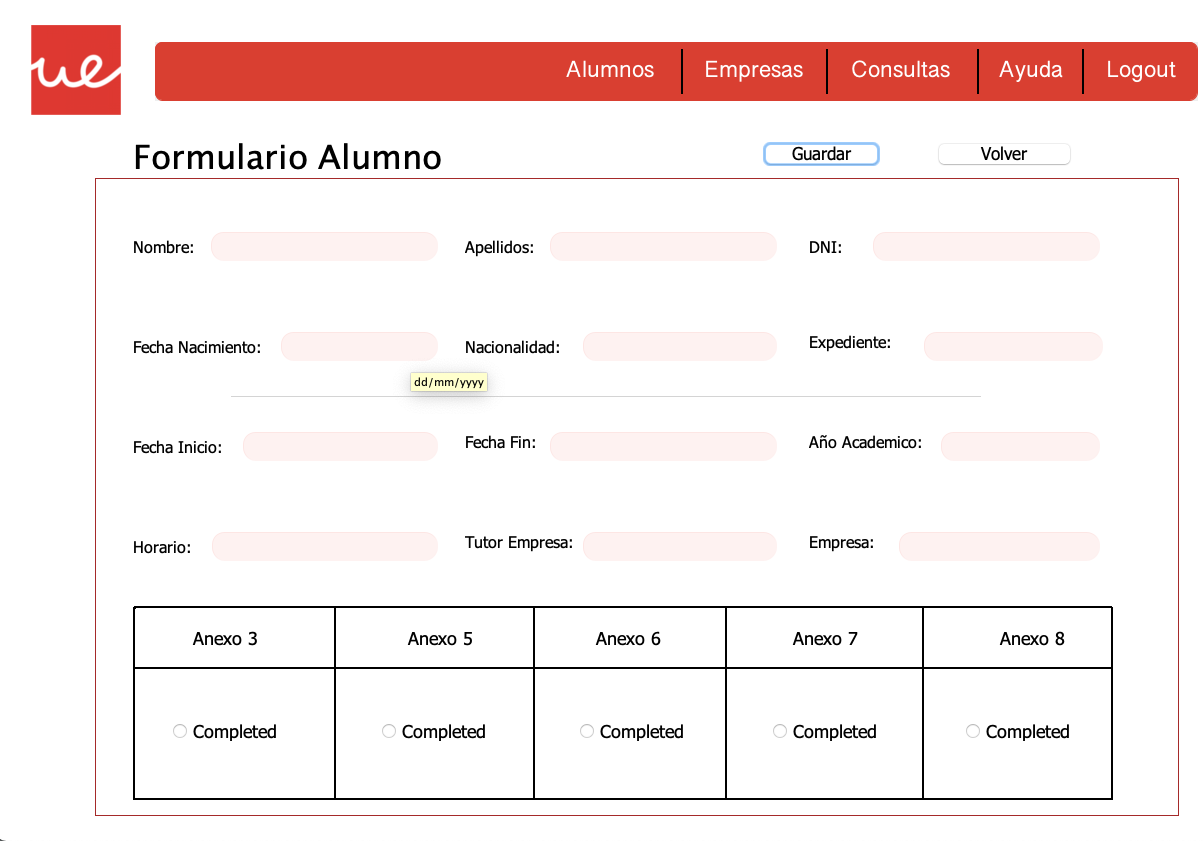 ue
Alumnos Empresas Consultas Ayuda Logout
Formulario Alumno Guardar Volver
Nombre: Apellidos: DNI:
Fecha Nacimiento: Nacionalidad: Expediente:
dd/mm/yyyy
Fecha Inicio: Fecha Fin: Año Academico:
Horario: Tutor Empresa: Empresa:
Anexo 3 Anexo 5 Anexo 6 Anexo 7 Anexo 8
Completed Completed Completed Completed Completed